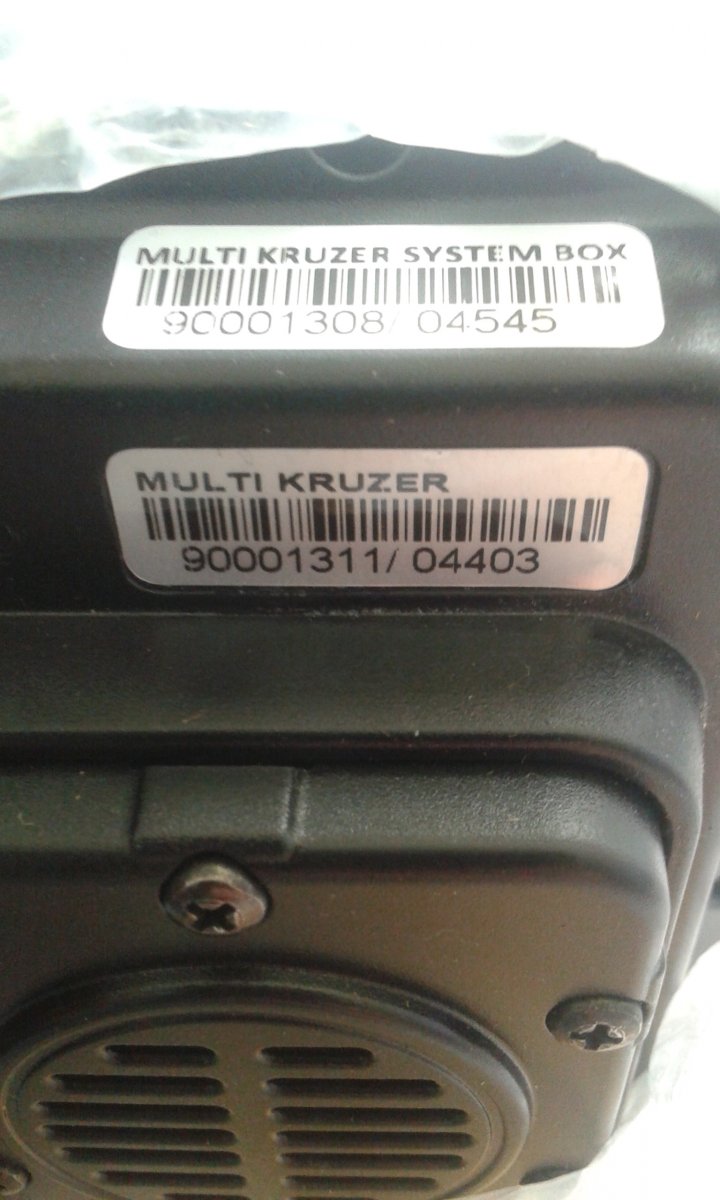 MULTI KRUZER SYSTEM BOX
90001308/ 04545
MULTI KRUZER
90001311/ 04403